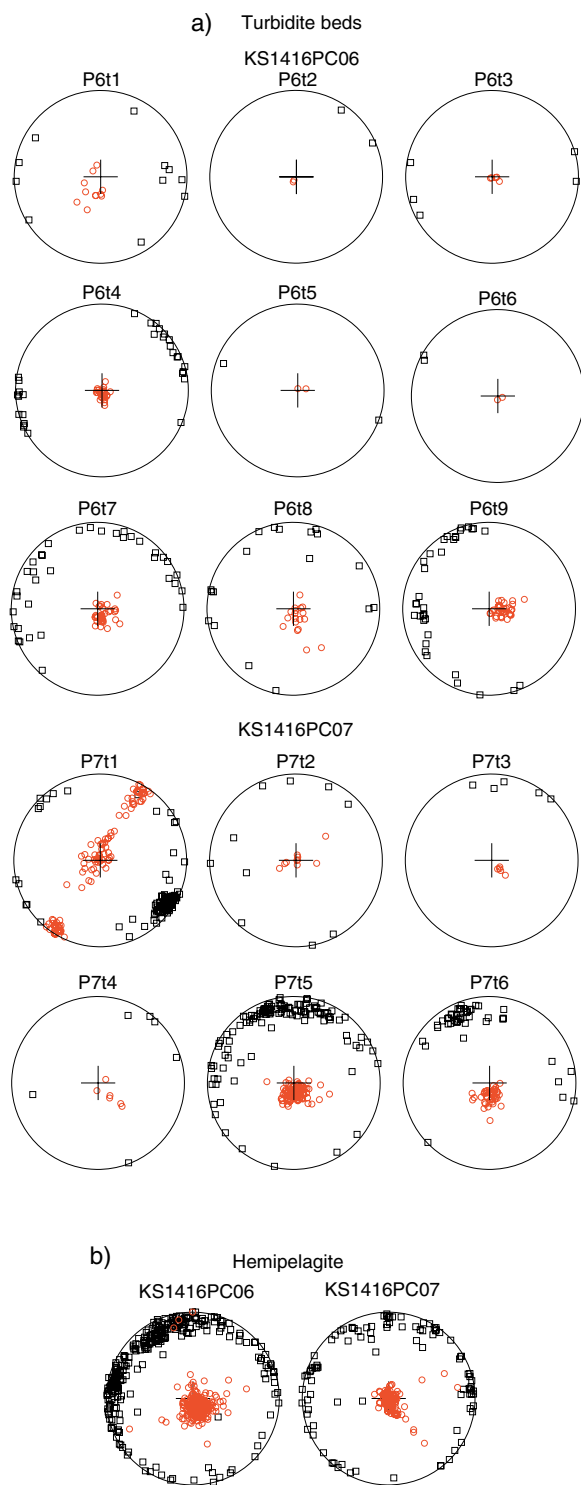 a) Turbidite beds
KS1416PC06
P6t1 P6t2 P6t3
P6t4 P6t5 P6t6
P6t7 P6t8 P6t9
KS1416PC07
P7t1 P7t2 P7t3
P7t4 P7t5 P7t6
b) Hemipelagite
KS1416PC06 KS1416PC07